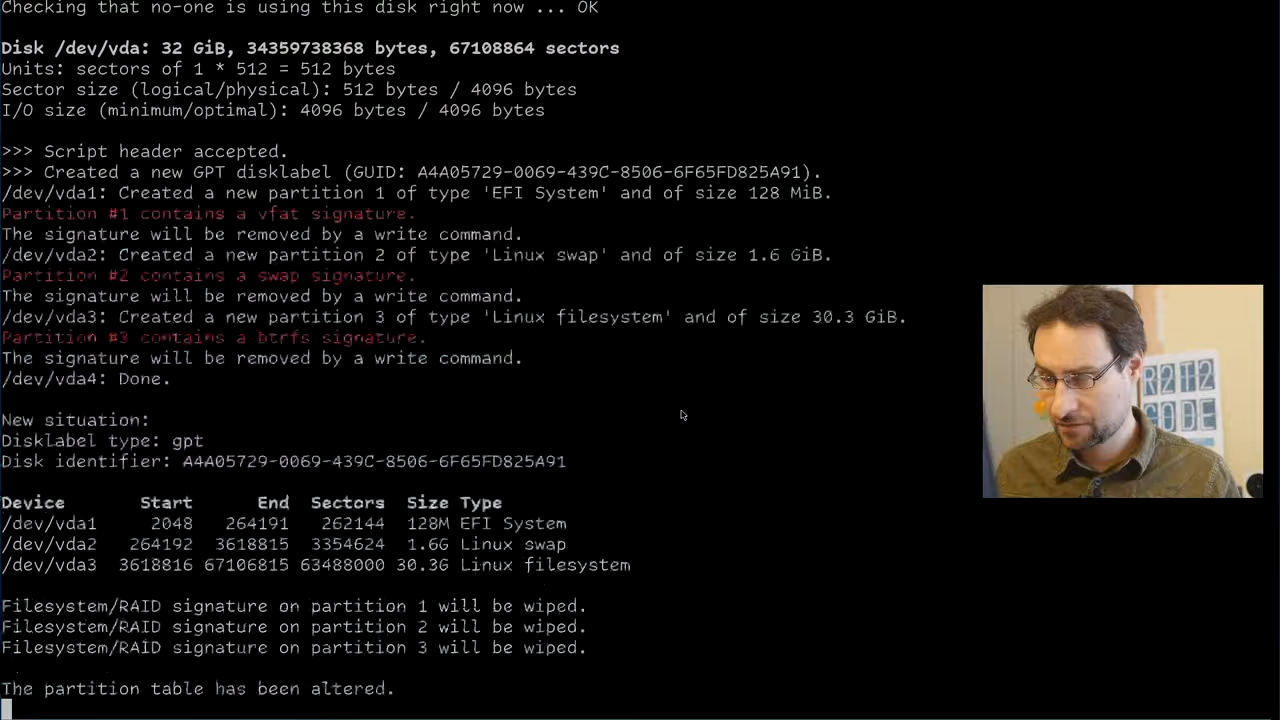 Checking that no-one is using this disk right now ... OK
Disk /dev/vda: 32 GiB, 34359738368 bytes, 67108864 sectors
Units: sectors of 1 * 512 = 512 bytes
Sector size (logical/physical): 512 bytes / 4096 bytes
I/O size (minimum/optimal): 4096 bytes / 4096 bytes
>>> Script header accepted.
>>> Created a new GPT disklabel (GUID: A4A05729-0069-439C-8506-6F65FD825A91).
/dev/vda1: Created a new partition 1 of type 'EFI System' and of size 128 MiB.
Partition #1 contains a vfat signature.
The signature will be removed by a write command.
/dev/vda2: Created a new partition 2 of type 'Linux swap' and of size 1.6 GiB.
Partition #2 contains a swap signature.
The signature will be removed by a write command.
/dev/vda3: Created a new partition 3 of type 'Linux filesystem' and of size 30.3 GiB.
Partition #3 contains a btrfs signature.
The signature will be removed by a write command.
/dev/vda4: Done.
New situation:
Disklabel type: gpt
Disk identifier: A4A05729-0069-439C-8506-6F65FD825A91
Device Start End Sectors Size Type
/dev/vda1 2048 264191 262144 128M EFI System
/dev/vda2 264192 3618815 3354624 1.6G Linux swap
/dev/vda3 3618816 67106815 63488000 30.3G Linux filesystem
Filesystem/RAID signature on partition 1 will be wiped.
Filesystem/RAID signature on partition 2 will be wiped.
Filesystem/RAID signature on partition 3 will be wiped.
The partition table has been altered.
R2T2
CODE